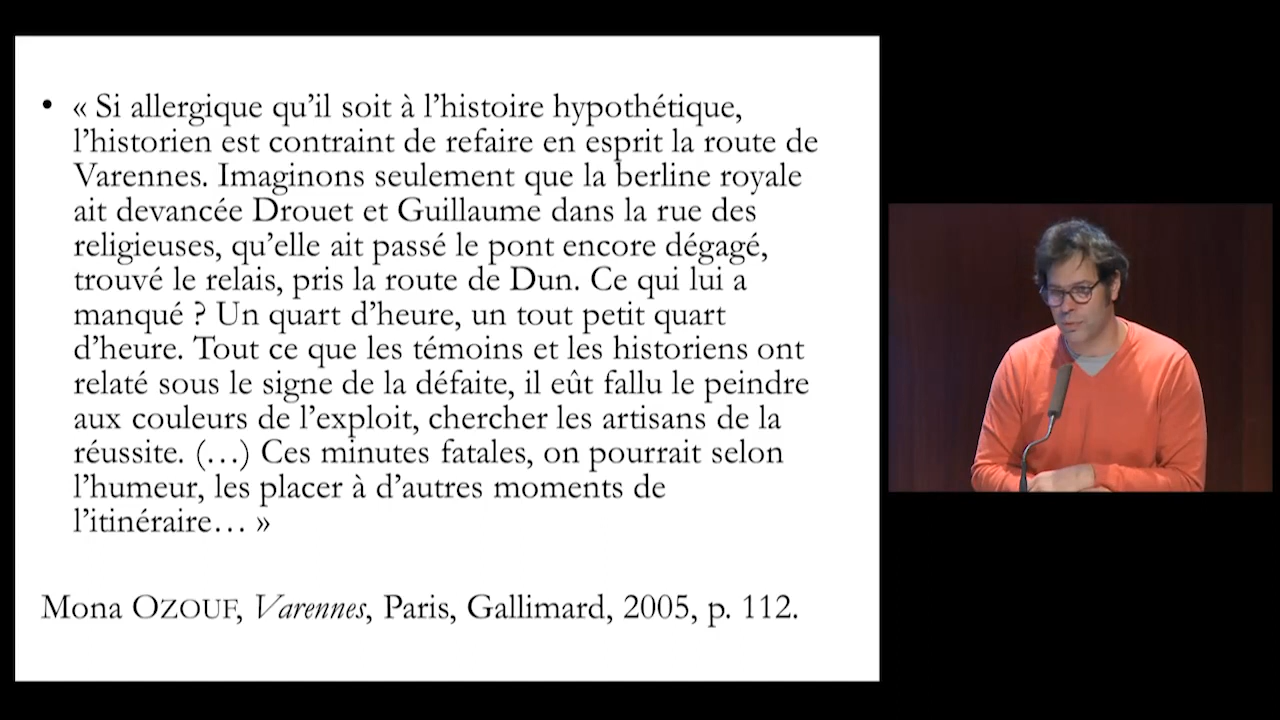 • « Si allergique qu’il soit à l’histoire hypothétique,
l’historien est contraint de refaire en esprit la route de
Varennes. Imaginons seulement que la berline royale
ait devancée Drouet et Guillaume dans la rue des
religieuses, qu’elle ait passé le pont encore dégagé,
trouvé le relais, pris la route de Dun. Ce qui lui a
manqué ? Un quart d’heure, un tout petit quart
d’heure. Tout ce que les témoins et les historiens ont
relaté sous le signe de la défaite, il eût fallu le peindre
aux couleurs de l’exploit, chercher les artisans de la
réussite. (…) Ces minutes fatales, on pourrait selon
l’humeur, les placer à d’autres moments de
l’itinéraire… »
Mona OZOUF, Varennes, Paris, Gallimard, 2005, p. 112.